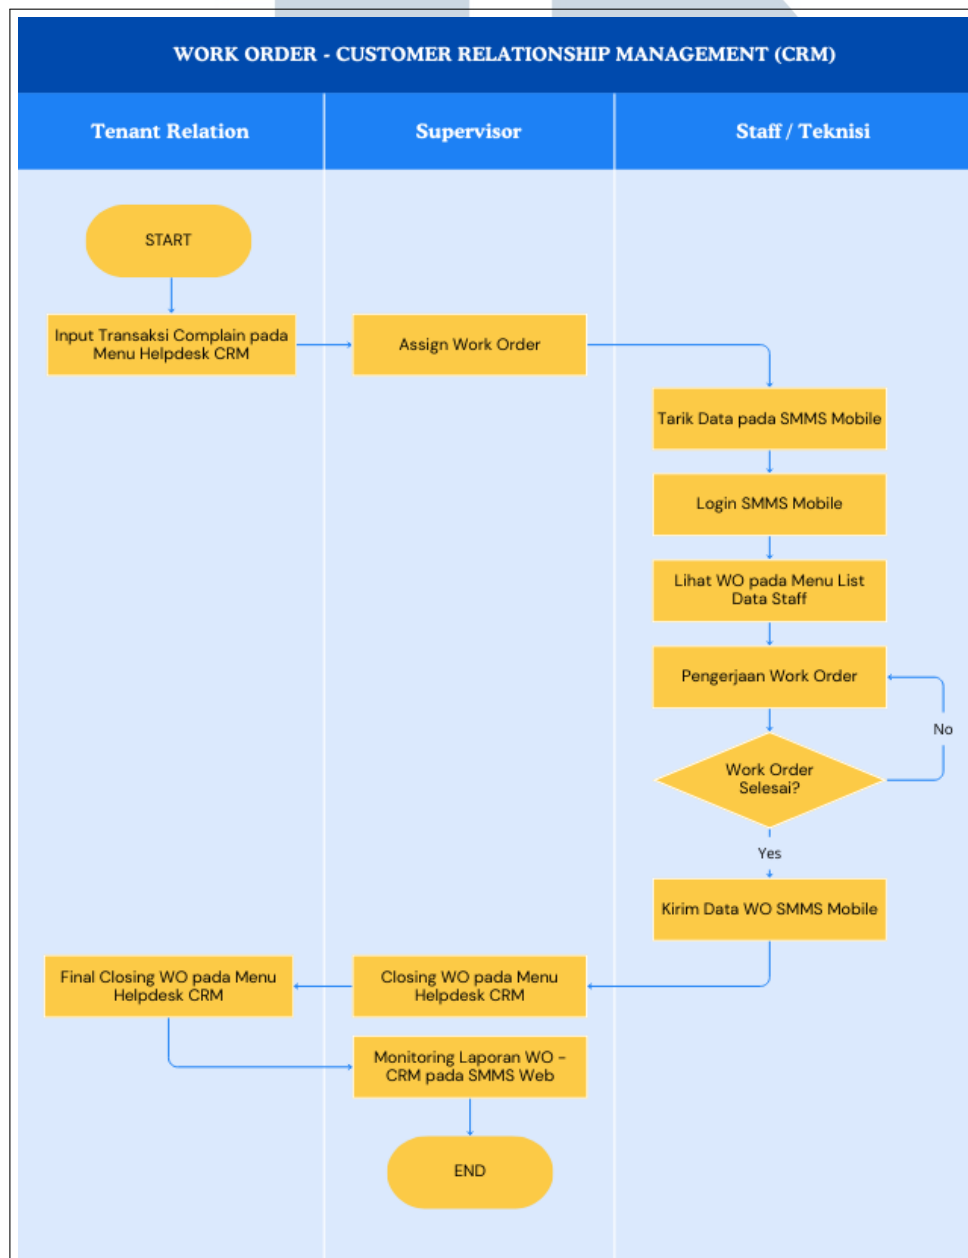 WORK ORDER - CUSTOMER RELATIONSHIP MANAGEMENT (CRM)
Tenant Relation
Supervisor
Staff / Teknisi
START
Input Transaksi Complain pada
Menu Helpdesk CRM
Assign Work Order
Tarik Data pada SMMS Mobile
Login SMMS Mobile
Lihat WO pada Menu List
Data Staff
Pengerjaan Work Order
No
Work Order
Selesai?
Yes
Kirim Data WO SMMS Mobile
Closing WO pada Menu
Helpdesk CRM
Final Closing WO pada Menu
Helpdesk CRM
Monitoring Laporan WO -
CRM pada SMMS Web
END